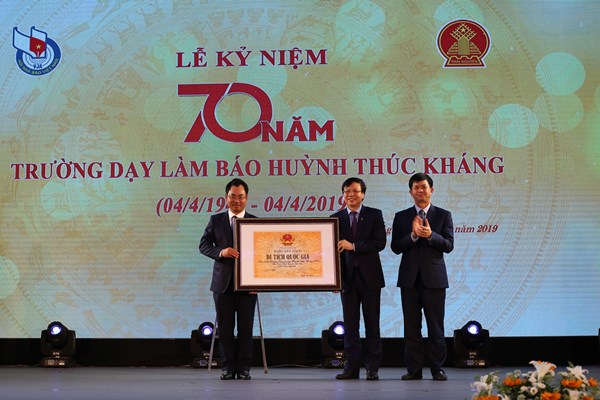 LỄ KỶ NIỆM
70 NĂM
TRƯỜNG DẠY LÀM BÁO HUỲNH THÚC KHÁNG
(04/4/19 - 04/4/2019
năm 2019
DI TÍCH QUỐC GIA